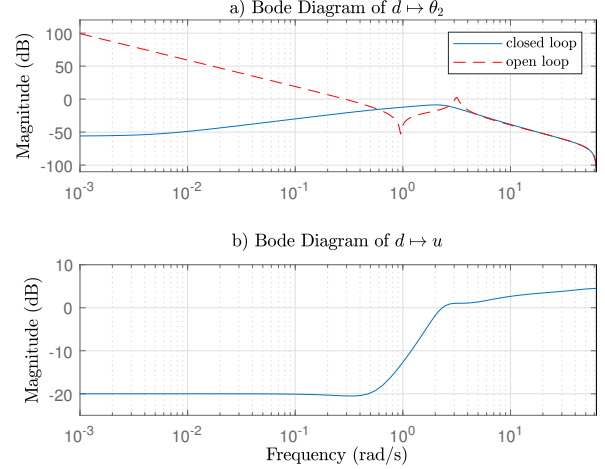 a) Bode Diagram of d ↦ θ₂
Magnitude (dB)
100
50
0
-50
-100
closed loop
open loop
10⁻³
10⁻²
10⁻¹
10⁰
10¹
b) Bode Diagram of d ↦ u
Magnitude (dB)
10
0
-10
-20
10⁻³
10⁻²
10⁻¹
10⁰
10¹
Frequency (rad/s)